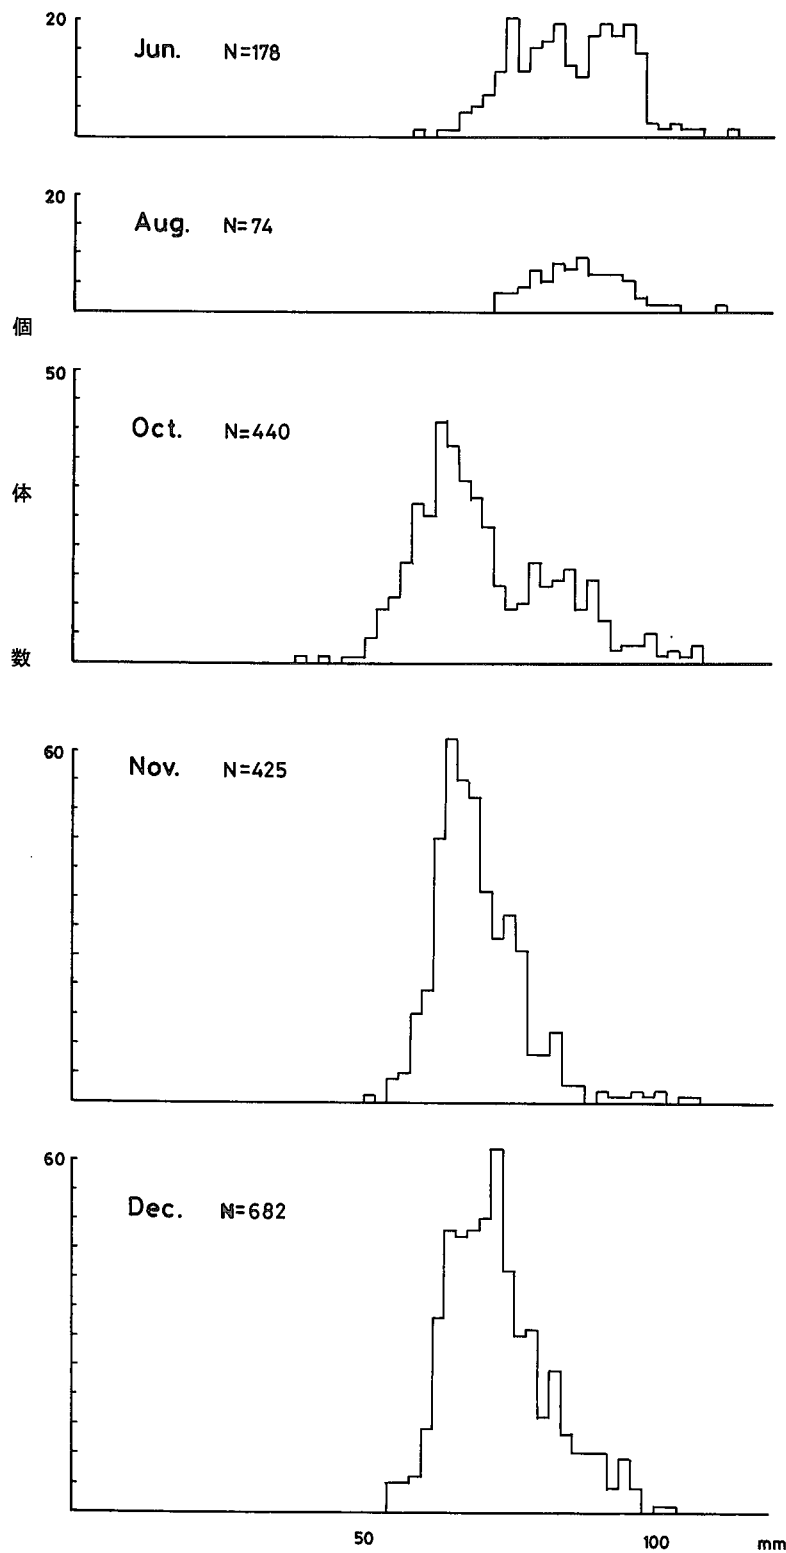 20
Jun. N=178
20
Aug. N=74
個体数
50
Oct. N=440
60
Nov. N=425
60
Dec. N=682
50 100 mm